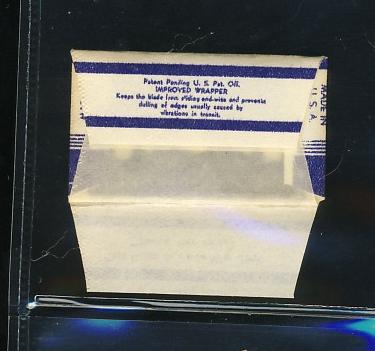 Patent Pending U. S. Pat. Off.
IMPROVED WRAPPER
Keeps the blade from sliding end-wise and prevents
dulling of edges usually caused by
vibrations in transit.
MADE IN
U.S.A.